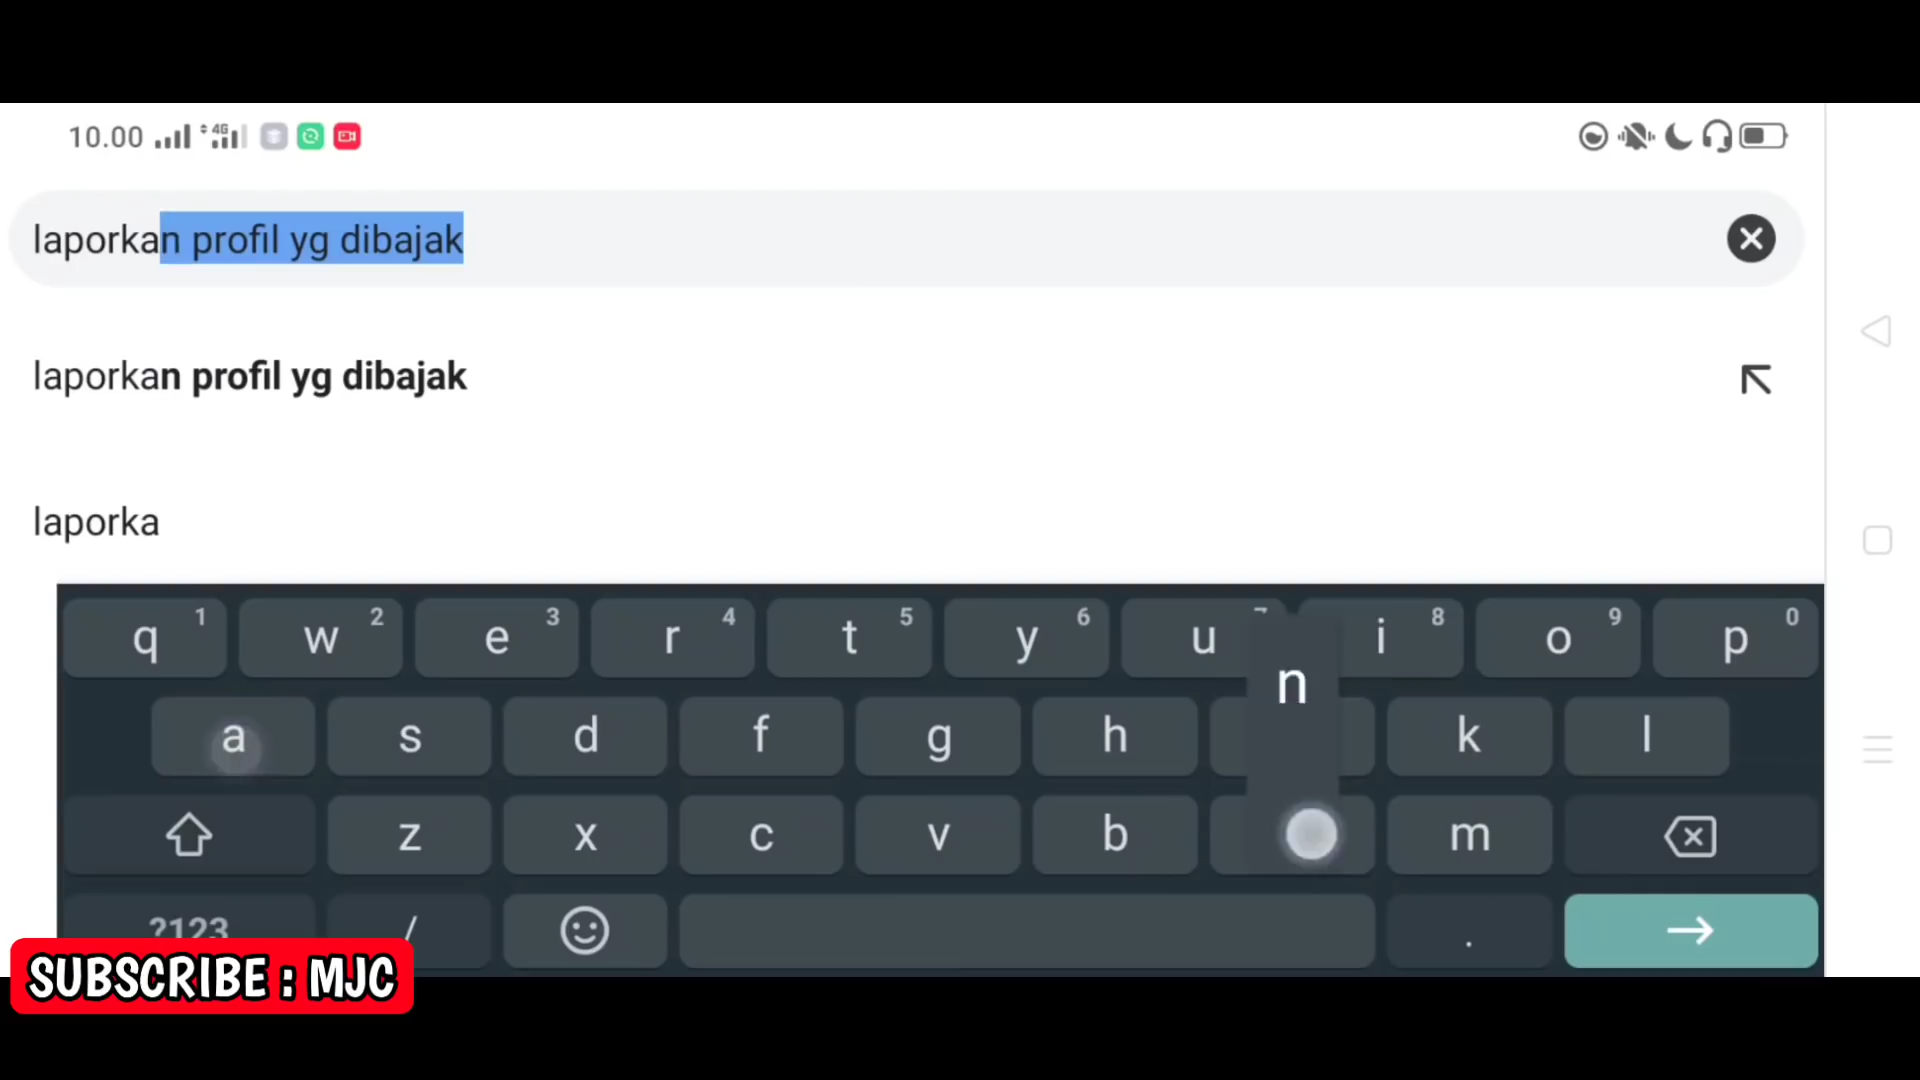 10.00 4G
laporkan profil yg dibajak
laporkan profil yg dibajak
laporka
q 1 w 2 e 3 r 4 t 5 y 6 u i 8 o 9 p 0
n
a s d f g h k l
z x c v b m
?123 / .
SUBSCRIBE : MJC